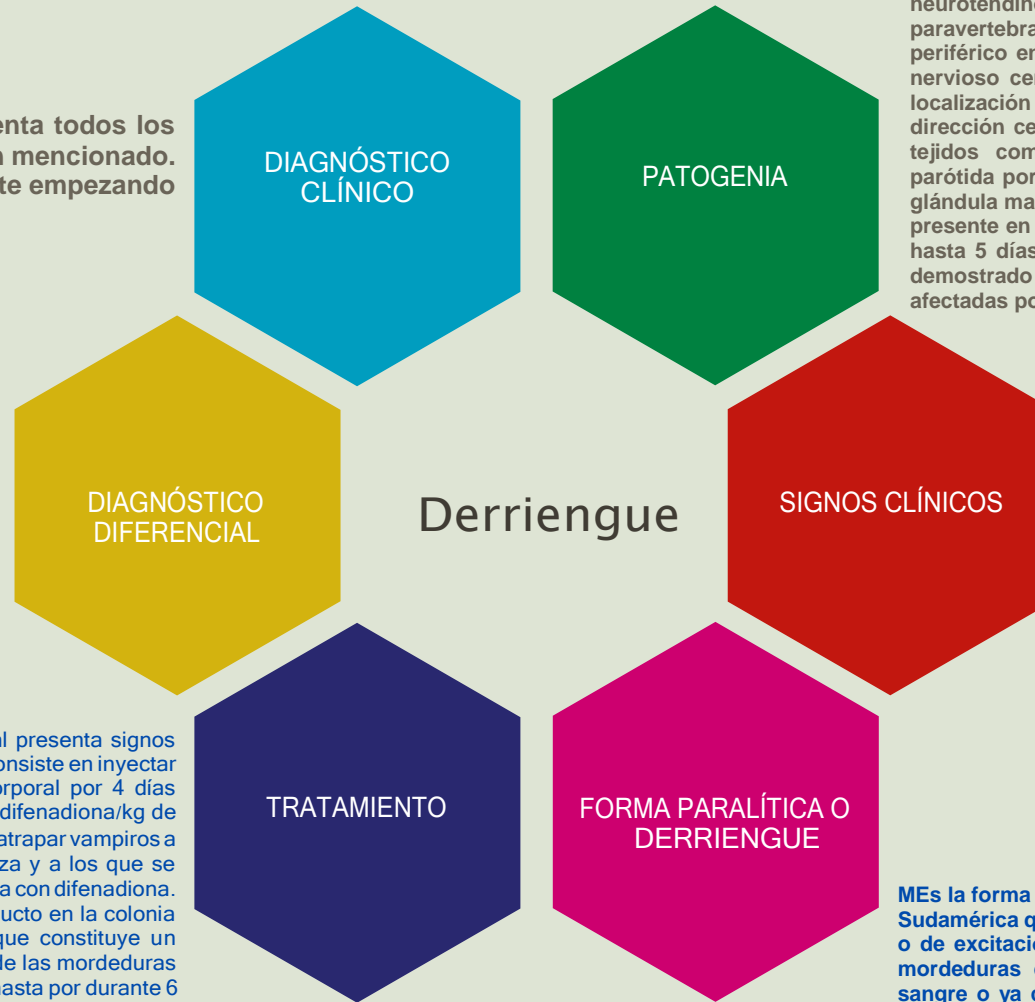 enta todos los
n mencionado.
te empezando
DIAGNÓSTICO
CLÍNICO
PATOGENIA
neurotendin
paravertebra
periférico en
nervioso ce
localización
dirección ce
tejidos com
parótida por
glándula ma
presente en
hasta 5 días
demostrado
afectadas po
DIAGNÓSTICO
DIFERENCIAL
Derriengue
SIGNOS CLÍNICOS
al presenta signos
onsiste en inyectar
orporal por 4 días
difenadiona/kg de
atrapar vampiros a
za y a los que se
a con difenadiona.
ucto en la colonia
que constituye un
de las mordeduras
hasta por durante 6
TRATAMIENTO
FORMA PARALÍTICA O
DERRIENGUE
MEs la forma
Sudamérica q
o de excitaci
mordeduras
sangre o ya